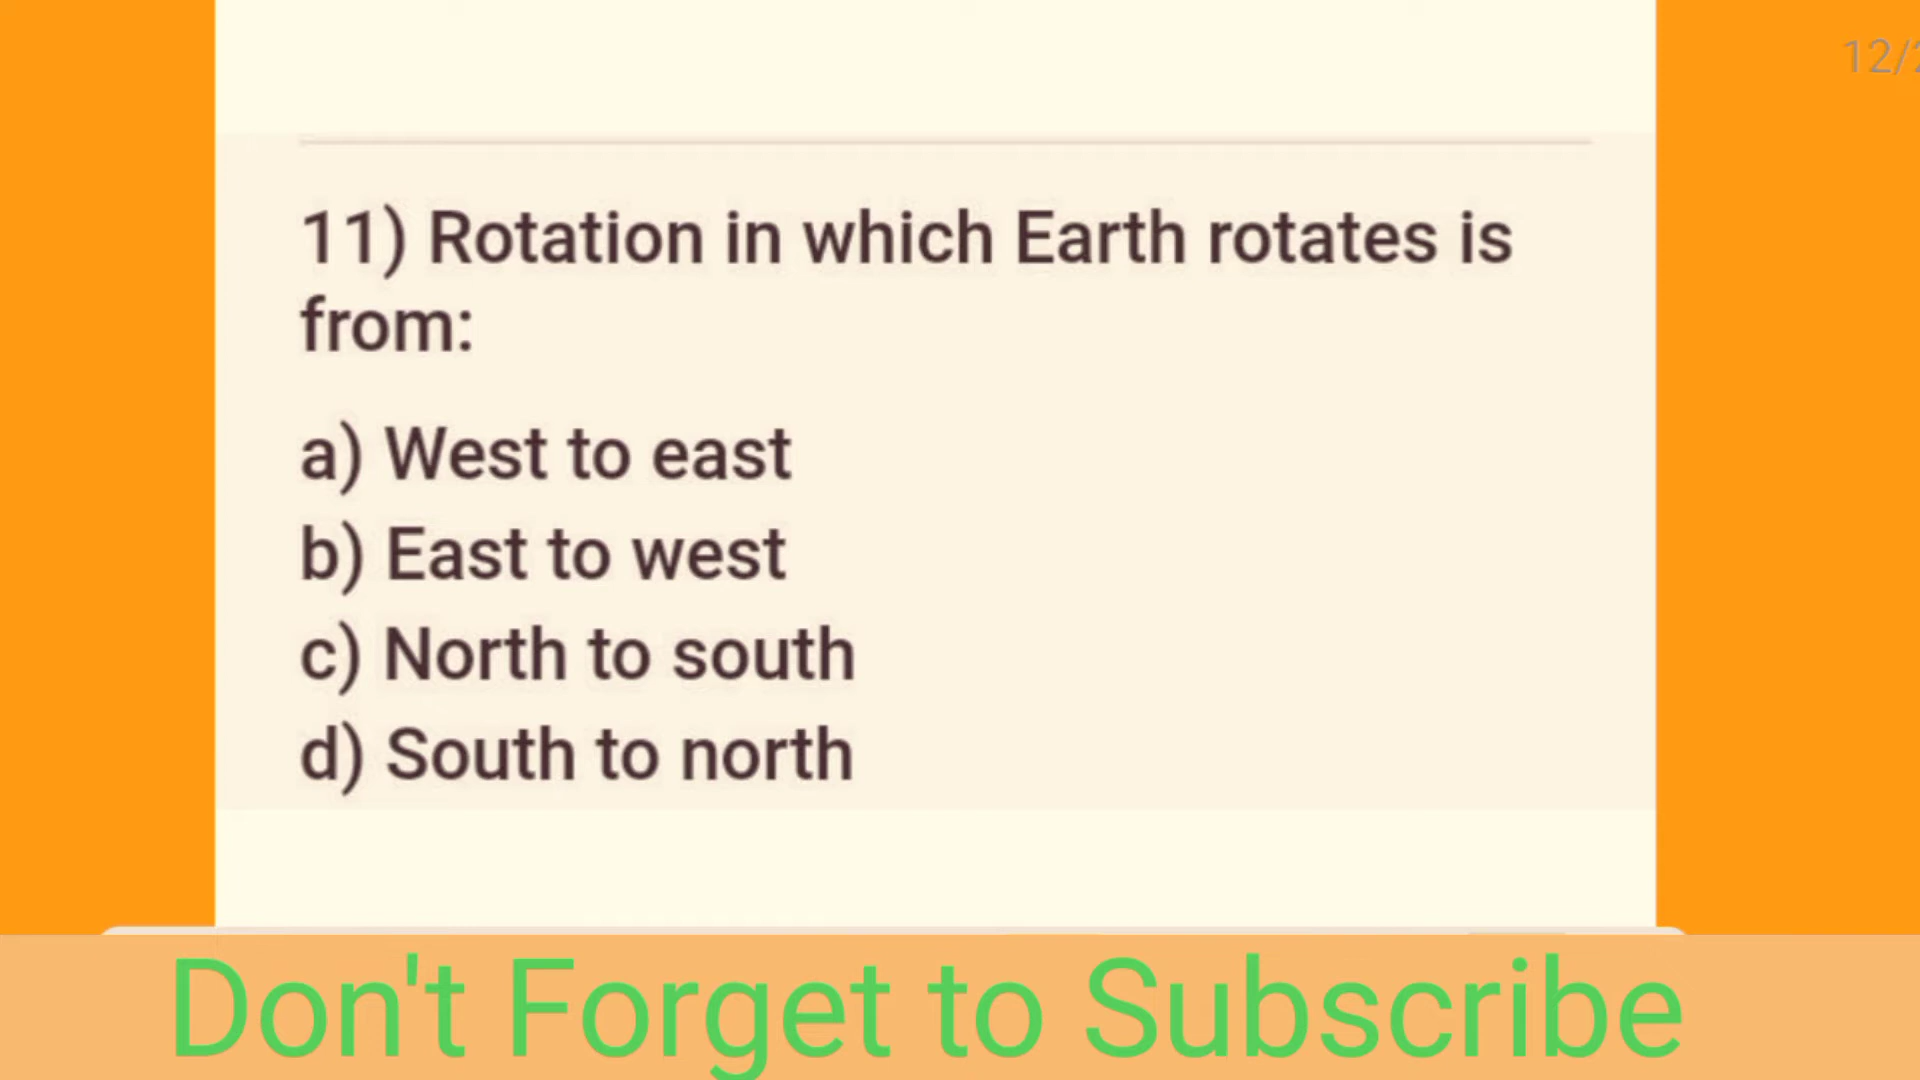 12/
11) Rotation in which Earth rotates is
from:
a) West to east
b) East to west
c) North to south
d) South to north
Don't Forget to Subscribe